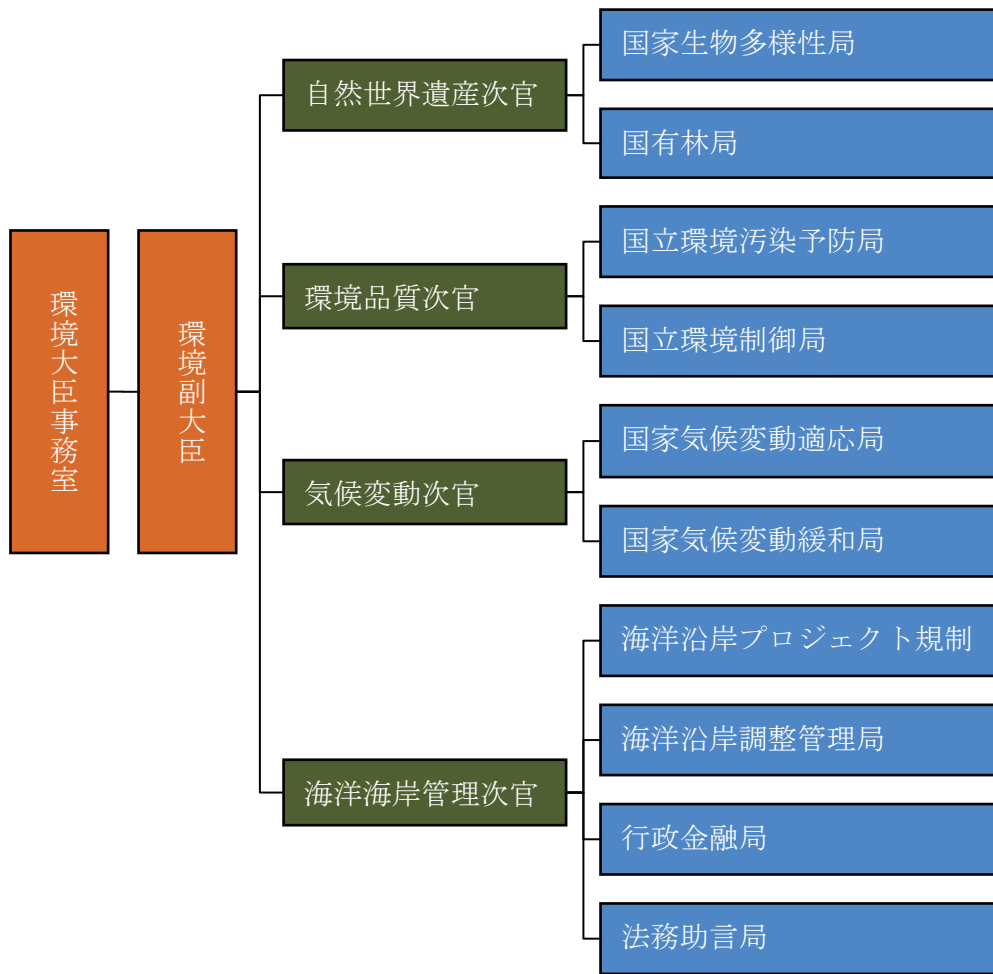 環境大臣事務室
環境副大臣
自然世界遺産次官
国家生物多様性局
国有林局
環境品質次官
国立環境汚染予防局
国立環境制御局
気候変動次官
国家気候変動適応局
国家気候変動緩和局
海洋海岸管理次官
海洋沿岸プロジェクト規制
海洋沿岸調整管理局
行政金融局
法務助言局